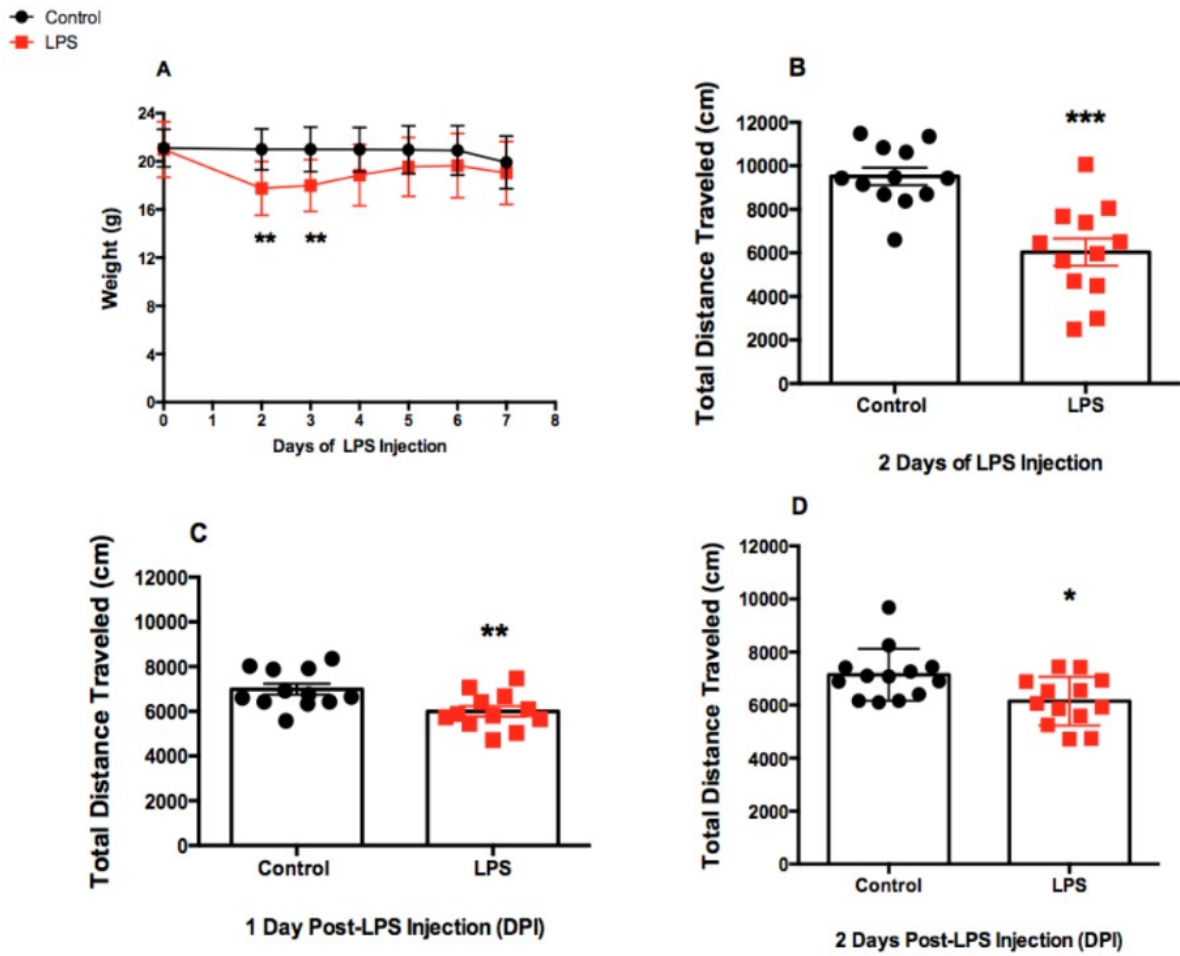 Control
LPS
A
24
20
16
12
8
4
0
Weight (g)
** **
0 1 2 3 4 5 6 7 8
Days of LPS Injection
B
Total Distance Traveled (cm)
12000
10000
8000
6000
4000
2000
0
***
Control LPS
2 Days of LPS Injection
C
Total Distance Traveled (cm)
12000
10000
8000
6000
4000
2000
0
**
Control LPS
1 Day Post-LPS Injection (DPI)
D
Total Distance Traveled (cm)
12000
10000
8000
6000
4000
2000
0
*
Control LPS
2 Days Post-LPS Injection (DPI)